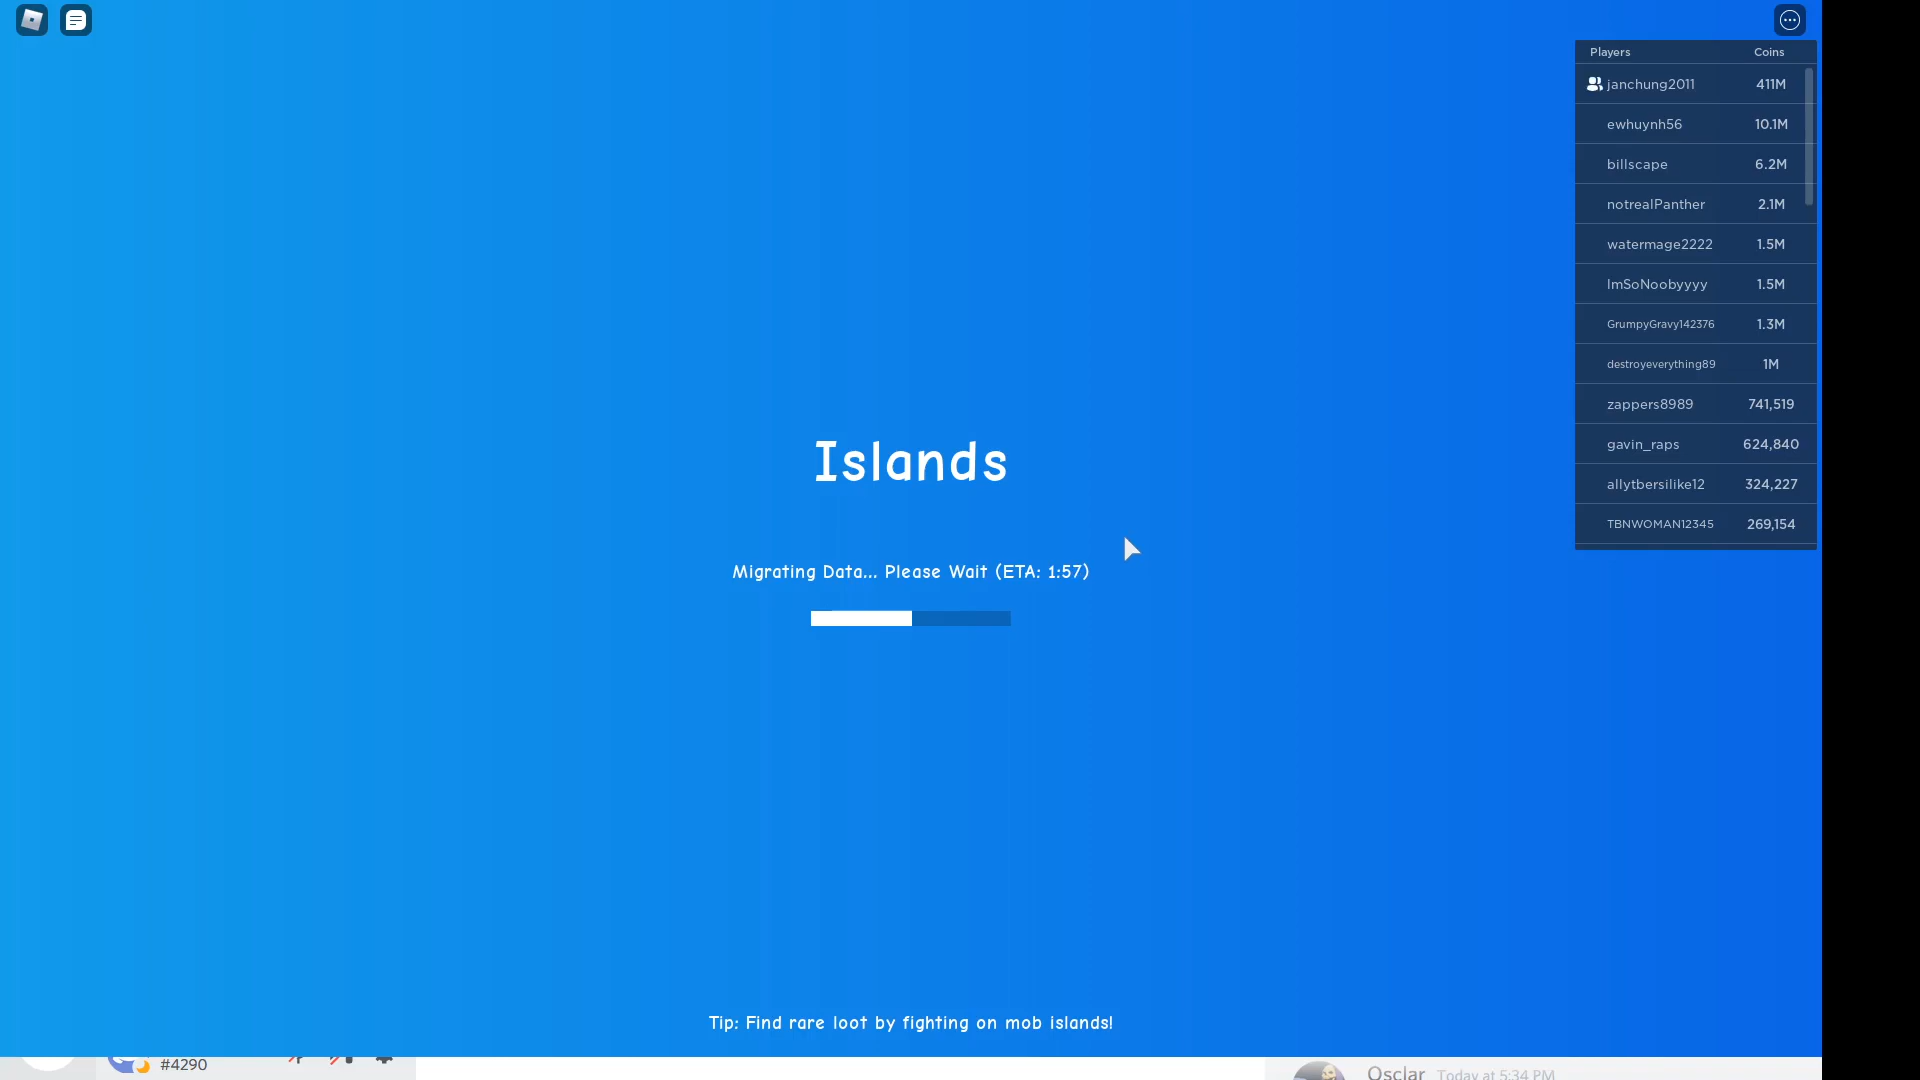 Players Coins
janchung2011 411M
ewhuynh56 10.1M
billscape 6.2M
notrealPanther 2.1M
watermage2222 1.5M
ImSoNoobyyyy 1.5M
GrumpyGravy142376 1.3M
destroyeverything89 1M
zappers8989 741,519
gavin_raps 624,840
allytbersilike12 324,227
TBNWOMAN12345 269,154
Islands
Migrating Data... Please Wait (ETA: 1:57)
Tip: Find rare loot by fighting on mob islands!
#4290
Osclar Today at 5:34 PM